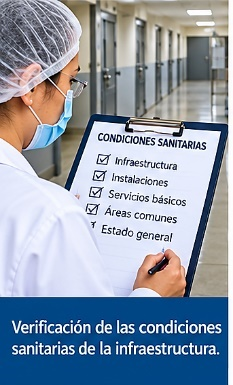 CONDICIONES SANITARIAS
Infraestructura
Instalaciones
Servicios básicos
Áreas comunes
Estado general
Verificación de las condiciones
sanitarias de la infraestructura.